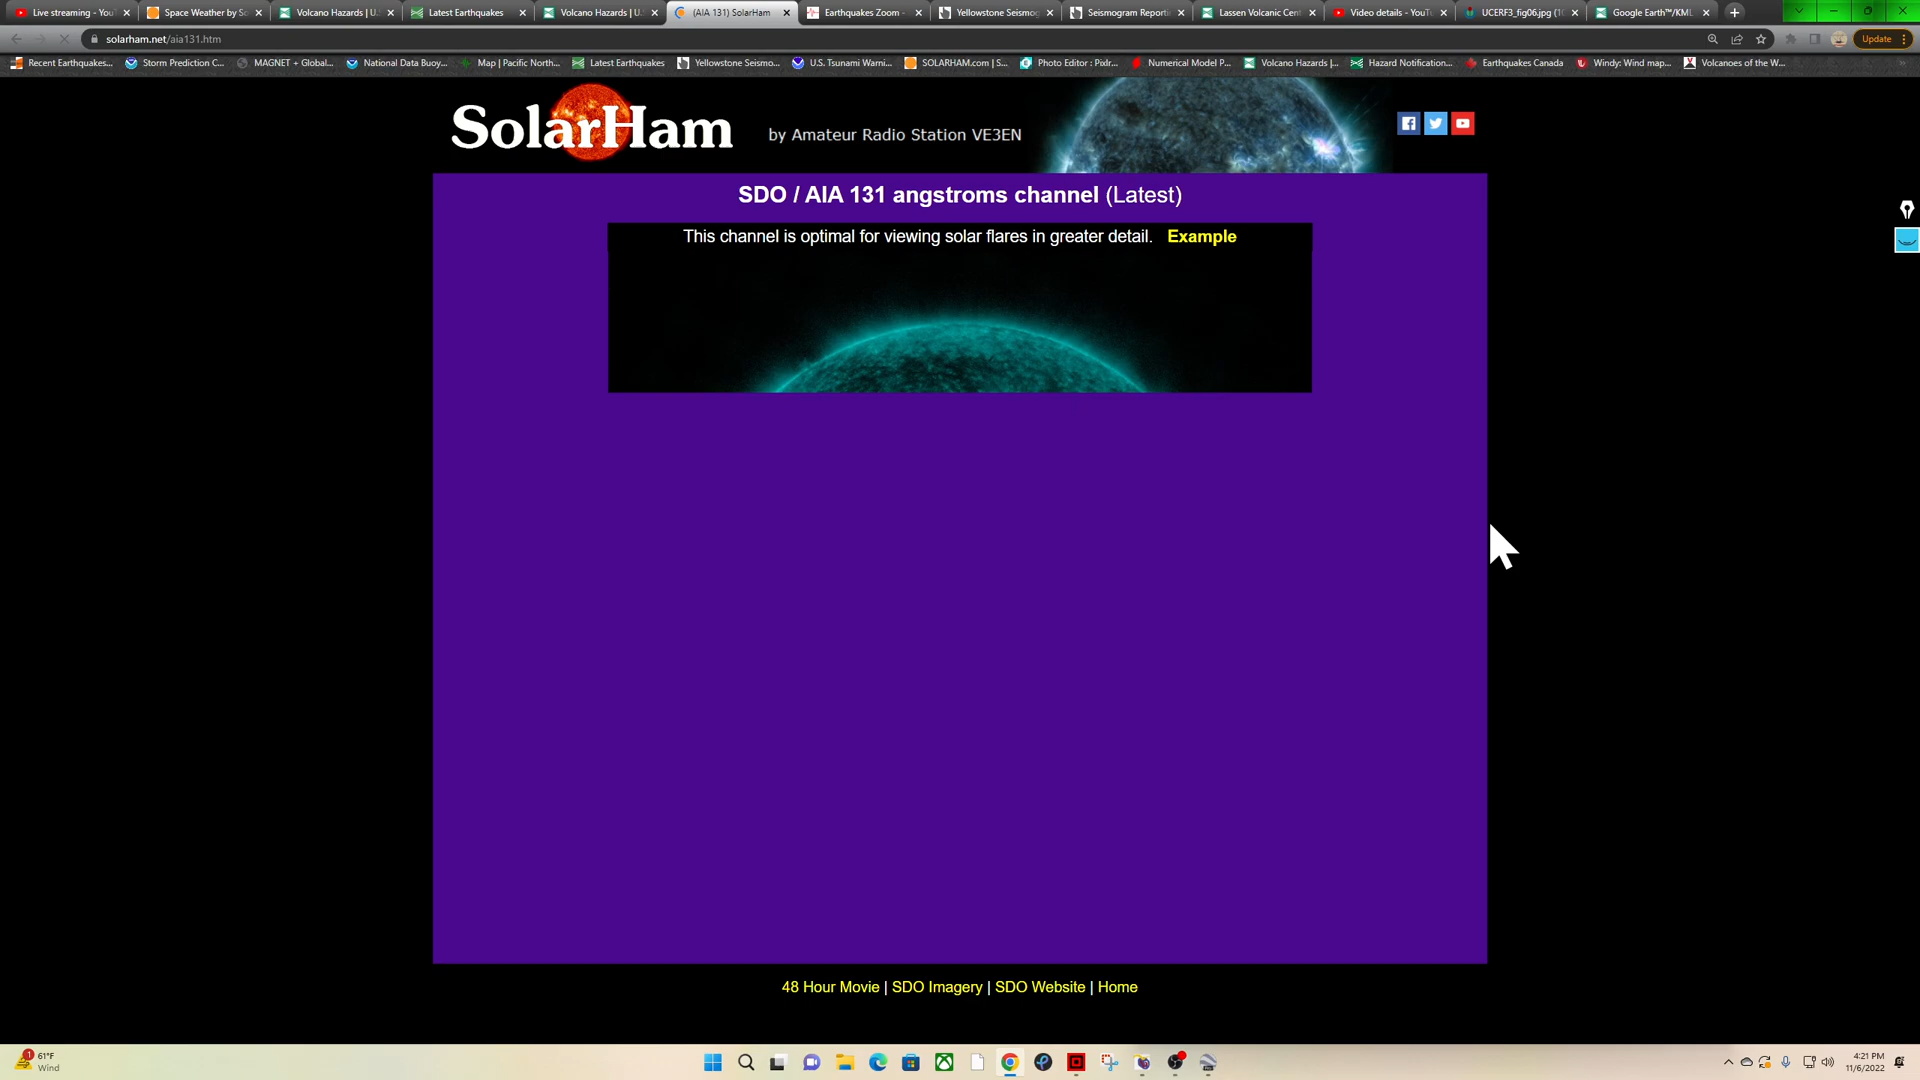 Live streaming - YouT
Space Weather by So
Volcano Hazards | U.
Latest Earthquakes
Volcano Hazards | U.
(AIA 131) SolarHam
Earthquakes Zoom -
Yellowstone Seismog
Seismogram Reporti
Lassen Volcanic Cent
Video details - YouTu
UCERF3_fig06.jpg (10
Google Earth™/KML
solarham.net/aia131.htm
Update
Recent Earthquakes...
Storm Prediction C...
MAGNET + Global...
National Data Buoy...
Map | Pacific North...
Latest Earthquakes
Yellowstone Seismo...
U.S. Tsunami Warni...
SOLARHAM.com | S...
Photo Editor : Pixlr...
Numerical Model P...
Volcano Hazards |...
Hazard Notification...
Earthquakes Canada
Windy: Wind map...
Volcanoes of the W...
SolarHam
by Amateur Radio Station VE3EN
SDO / AIA 131 angstroms channel (Latest)
This channel is optimal for viewing solar flares in greater detail. Example
48 Hour Movie | SDO Imagery | SDO Website | Home
1
61°F
Wind
4:21 PM
11/6/2022